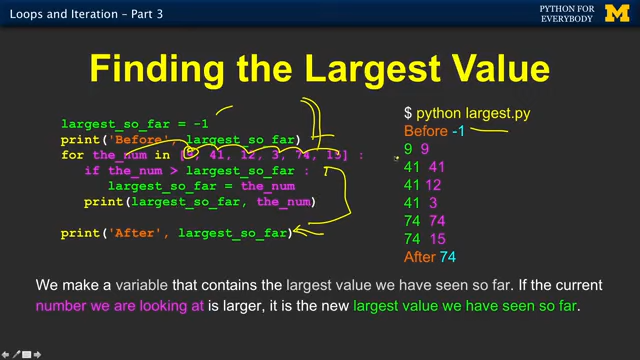 Loops and Iteration – Part 3
PYTHON FOR
EVERYBODY
Finding the Largest Value
largest_so_far = -1
print('Before', largest_so_far)
for the_num in [9, 41, 12, 3, 74, 15] :
if the_num > largest_so_far :
largest_so_far = the_num
print(largest_so_far, the_num)
print('After', largest_so_far)
$ python largest.py
Before -1
9 9
41 41
41 12
41 3
74 74
74 15
After 74
We make a variable that contains the largest value we have seen so far. If the current
number we are looking at is larger, it is the new largest value we have seen so far.